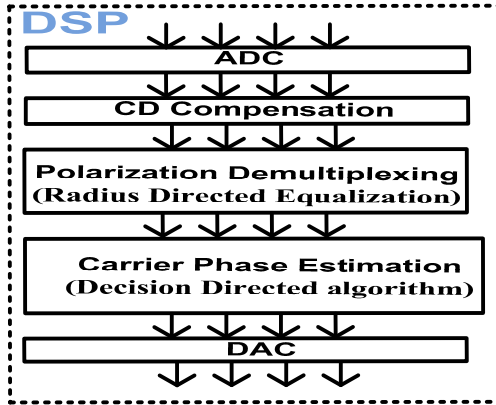 DSP
ADC
CD Compensation
Polarization Demultiplexing
(Radius Directed Equalization)
Carrier Phase Estimation
(Decision Directed algorithm)
DAC